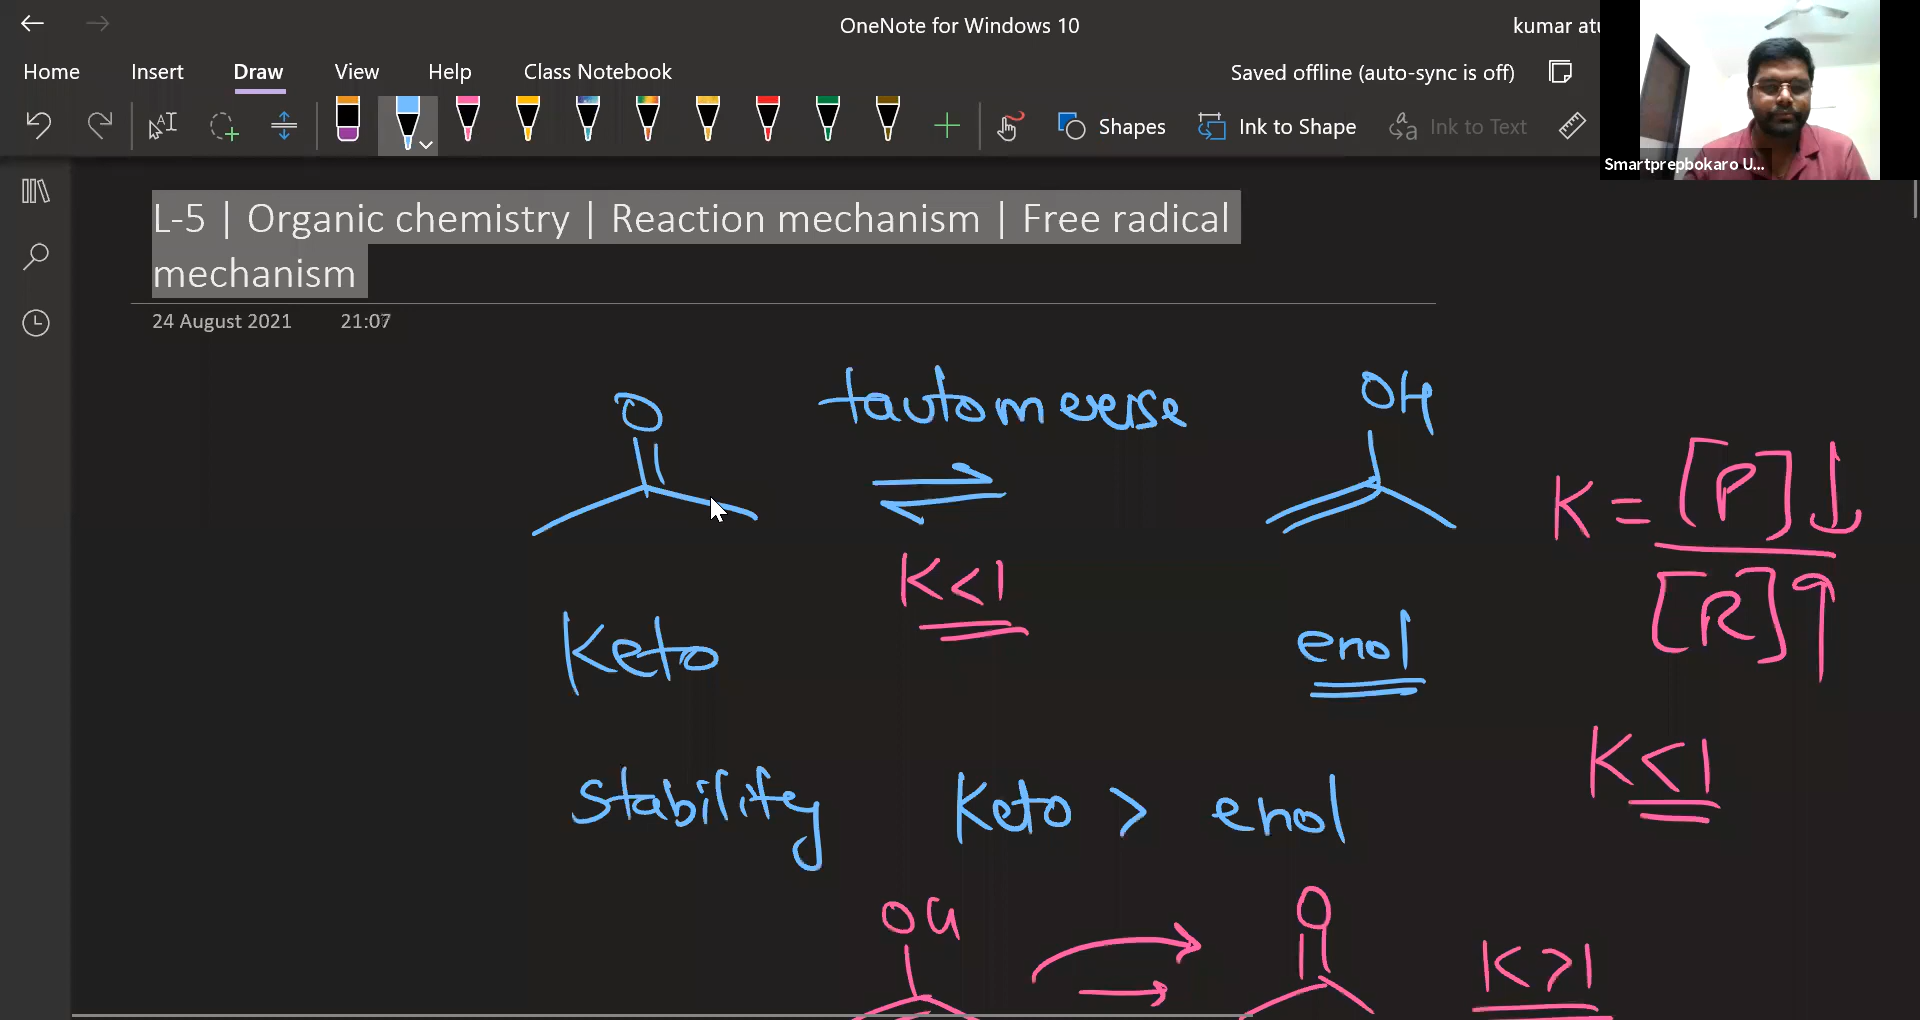 OneNote for Windows 10
kumar atu
Home Insert Draw View Help Class Notebook
Saved offline (auto-sync is off)
Shapes Ink to Shape Ink to Text
Smartprepbokaro U...
L-5 | Organic chemistry | Reaction mechanism | Free radical
mechanism
24 August 2021 21:07
O tautomerise OH
K = [P]↓
[R]↑
K<1
Keto enol
K<1
Stability Keto > enol
OH O
K>1